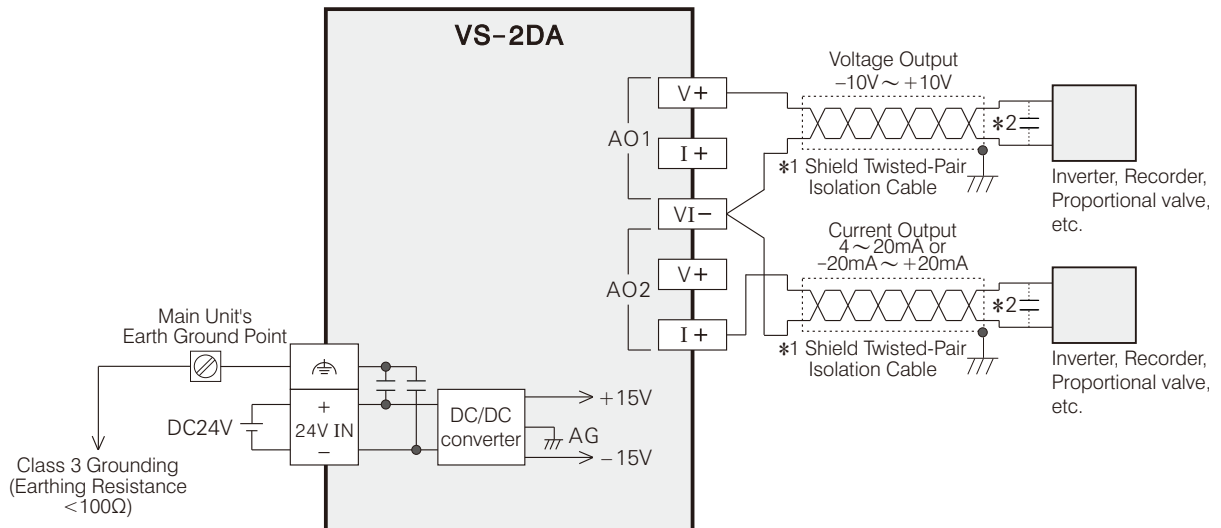 VS-2DA
Voltage Output
–10V～+10V
V+
AO1
I+
VI−
*1 Shield Twisted-Pair
Isolation Cable
*2
Inverter, Recorder,
Proportional valve,
etc.
Current Output
4～20mA or
–20mA～+20mA
AO2
V+
I+
*1 Shield Twisted-Pair
Isolation Cable
*2
Inverter, Recorder,
Proportional valve,
etc.
Main Unit's
Earth Ground Point
DC24V
+
24V IN
−
DC/DC
converter
+15V
AG
−15V
Class 3 Grounding
(Earthing Resistance
<100Ω)